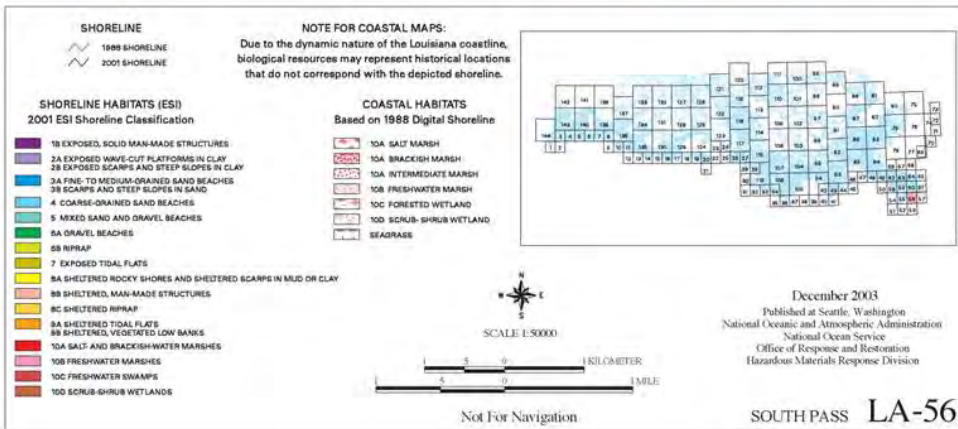 SHORELINE
1988 SHORELINE
2001 SHORELINE
NOTE FOR COASTAL MAPS:
Due to the dynamic nature of the Louisiana coastline,
biological resources may represent historical locations
that do not correspond with the depicted shoreline.
SHORELINE HABITATS (ESI)
2001 ESI Shoreline Classification
1B EXPOSED, SOLID MAN-MADE STRUCTURES
2A EXPOSED WAVE-CUT PLATFORMS IN CLAY
2B EXPOSED SCARPS AND STEEP SLOPES IN CLAY
3A FINE- TO MEDIUM-GRAINED SAND BEACHES
3B SCARPS AND STEEP SLOPES IN SAND
4 COARSE-GRAINED SAND BEACHES
5 MIXED SAND AND GRAVEL BEACHES
6A GRAVEL BEACHES
6B RIPRAP
7 EXPOSED TIDAL FLATS
8A SHELTERED ROCKY SHORES AND SHELTERED SCARPS IN MUD OR CLAY
8B SHELTERED, MAN-MADE STRUCTURES
8C SHELTERED RIPRAP
9A SHELTERED TIDAL FLATS
9B SHELTERED, VEGETATED LOW BANKS
10A SALT- AND BRACKISH-WATER MARSHES
10B FRESHWATER MARSHES
10C FRESHWATER SWAMPS
10D SCRUB-SHRUB WETLANDS
COASTAL HABITATS
Based on 1988 Digital Shoreline
10A SALT MARSH
10A BRACKISH MARSH
10A INTERMEDIATE MARSH
10B FRESHWATER MARSH
10C FORESTED WETLAND
10D SCRUB- SHRUB WETLAND
SEAGRASS
N
W E
S
SCALE 1:50000
1 .5 0 1 KILOMETER
1 .5 0 1 MILE
Not For Navigation
December 2003
Published at Seattle, Washington
National Oceanic and Atmospheric Administration
National Ocean Service
Office of Response and Restoration
Hazardous Materials Response Division
SOUTH PASS LA-56